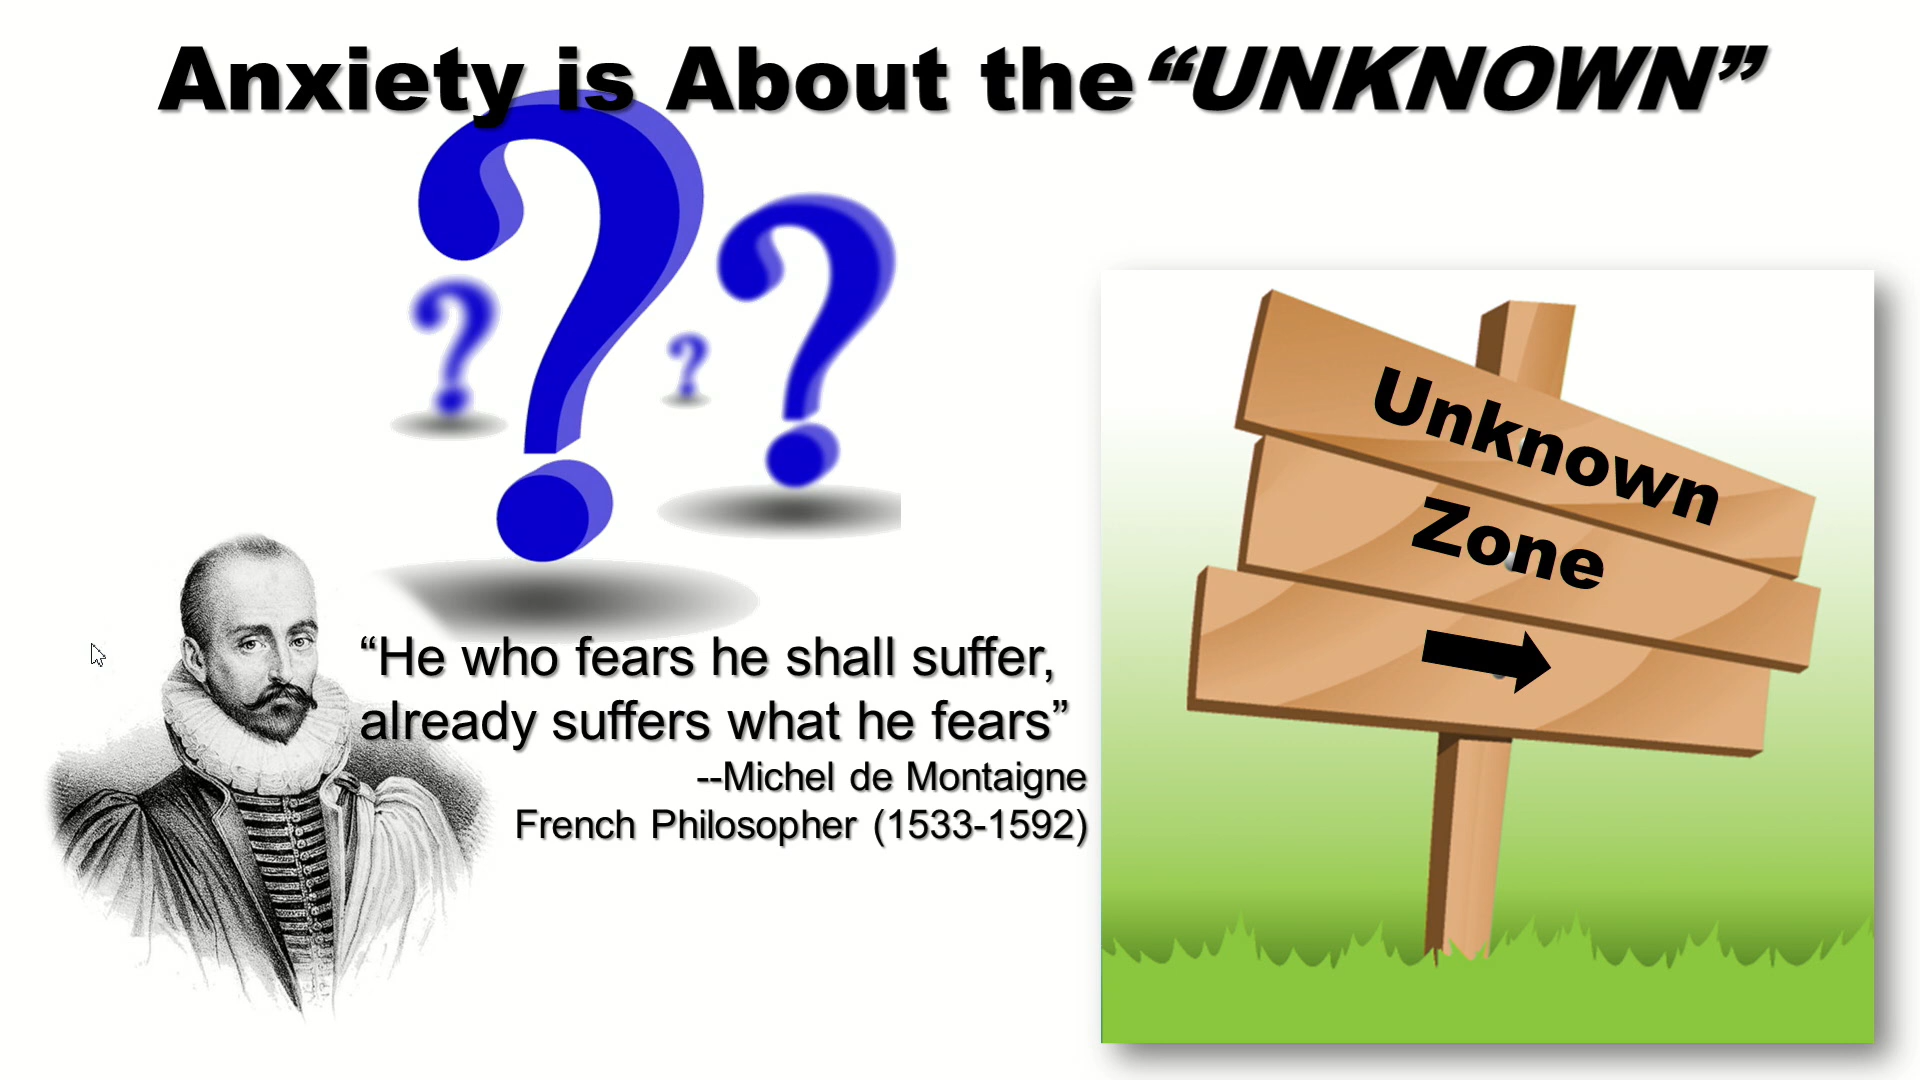 Anxiety is About the “UNKNOWN”
“He who fears he shall suffer,
already suffers what he fears”
--Michel de Montaigne
French Philosopher (1533-1592)
Unknown
Zone